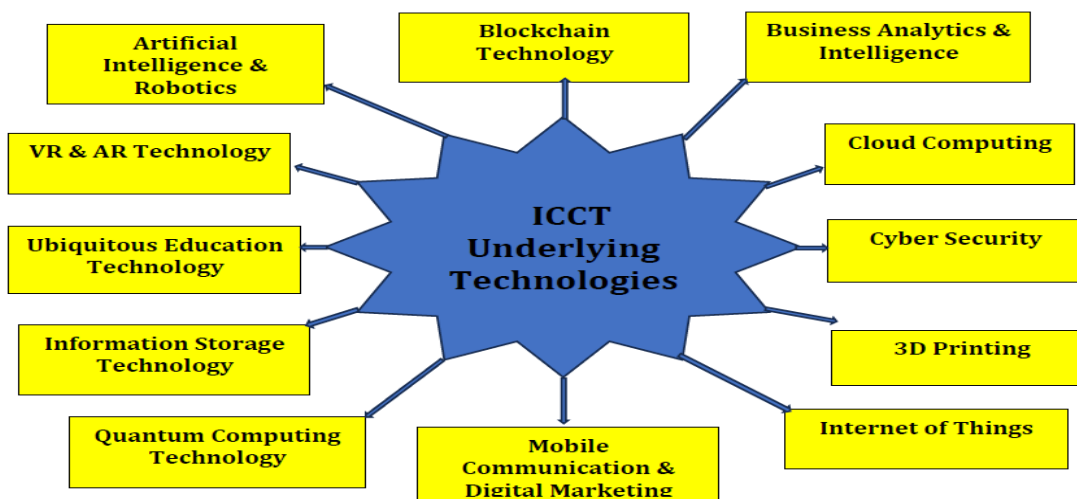 Artificial
Intelligence &
Robotics
Blockchain
Technology
Business Analytics &
Intelligence
VR & AR Technology
Cloud Computing
ICCT
Underlying
Technologies
Ubiquitous Education
Technology
Cyber Security
Information Storage
Technology
3D Printing
Quantum Computing
Technology
Mobile
Communication &
Digital Marketing
Internet of Things